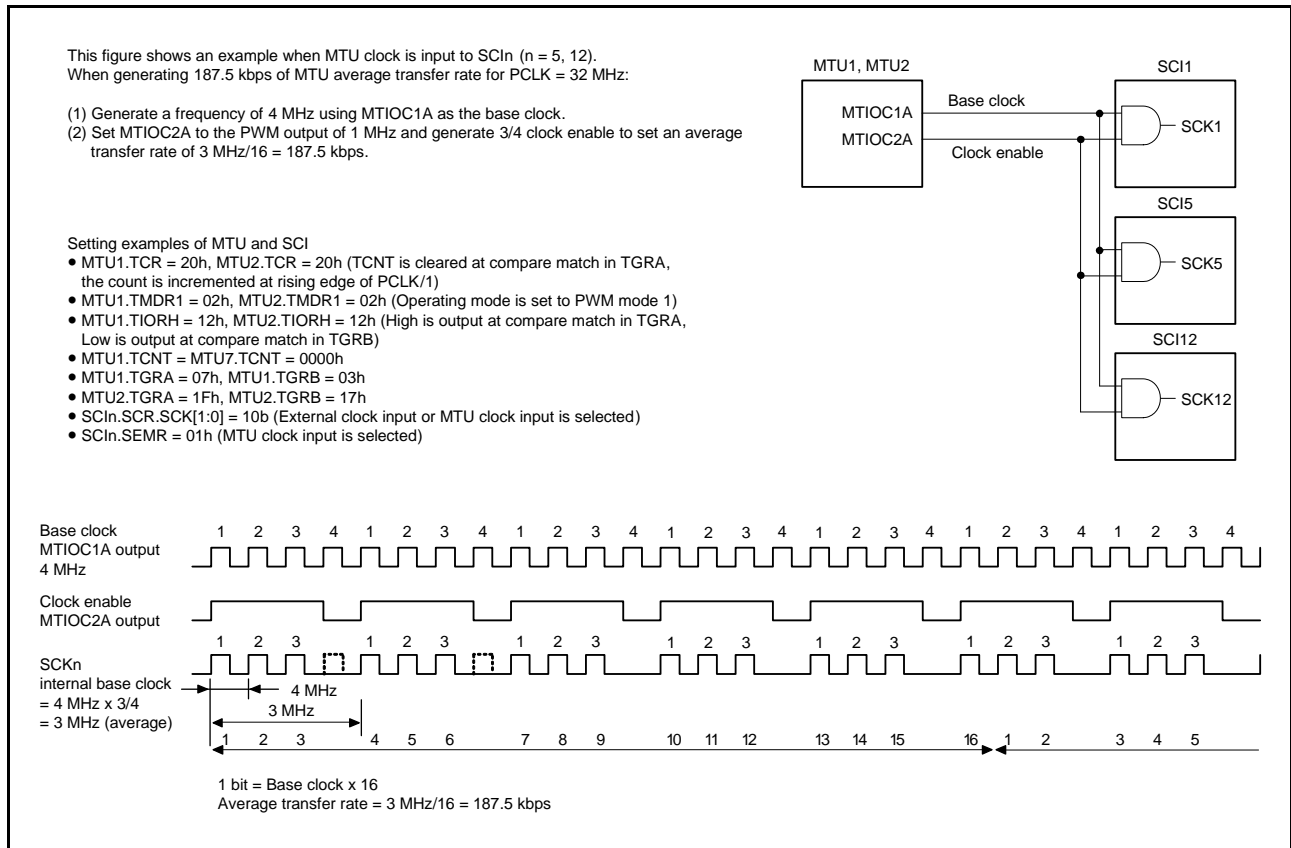 This figure shows an example when MTU clock is input to SCIn (n = 5, 12).
When generating 187.5 kbps of MTU average transfer rate for PCLK = 32 MHz:
(1) Generate a frequency of 4 MHz using MTIOC1A as the base clock.
(2) Set MTIOC2A to the PWM output of 1 MHz and generate 3/4 clock enable to set an average
transfer rate of 3 MHz/16 = 187.5 kbps.
MTU1, MTU2
MTIOC1A
MTIOC2A
Base clock
Clock enable
SCI1
SCK1
SCI5
SCK5
SCI12
SCK12
Setting examples of MTU and SCI
● MTU1.TCR = 20h, MTU2.TCR = 20h (TCNT is cleared at compare match in TGRA,
the count is incremented at rising edge of PCLK/1)
● MTU1.TMDR1 = 02h, MTU2.TMDR1 = 02h (Operating mode is set to PWM mode 1)
● MTU1.TIORH = 12h, MTU2.TIORH = 12h (High is output at compare match in TGRA,
Low is output at compare match in TGRB)
● MTU1.TCNT = MTU7.TCNT = 0000h
● MTU1.TGRA = 07h, MTU1.TGRB = 03h
● MTU2.TGRA = 1Fh, MTU2.TGRB = 17h
● SCIn.SCR.SCK[1:0] = 10b (External clock input or MTU clock input is selected)
● SCIn.SEMR = 01h (MTU clock input is selected)
Base clock
MTIOC1A output
4 MHz
1 2 3 4 1 2 3 4 1 2 3 4 1 2 3 4 1 2 3 4 1 2 3 4 1 2 3 4
Clock enable
MTIOC2A output
1 2 3 1 2 3 1 2 3 1 2 3 1 2 3 1 2 3 1 2 3
SCKn
internal base clock
= 4 MHz x 3/4
= 3 MHz (average)
4 MHz
3 MHz
1 2 3 4 5 6 7 8 9 10 11 12 13 14 15 16 1 2 3 4 5
1 bit = Base clock x 16
Average transfer rate = 3 MHz/16 = 187.5 kbps